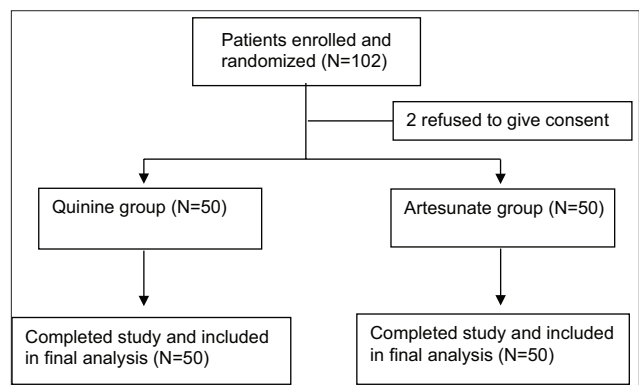 Patients enrolled and
randomized (N=102)
2 refused to give consent
Quinine group (N=50)
Artesunate group (N=50)
Completed study and included
in final analysis (N=50)
Completed study and included
in final analysis (N=50)